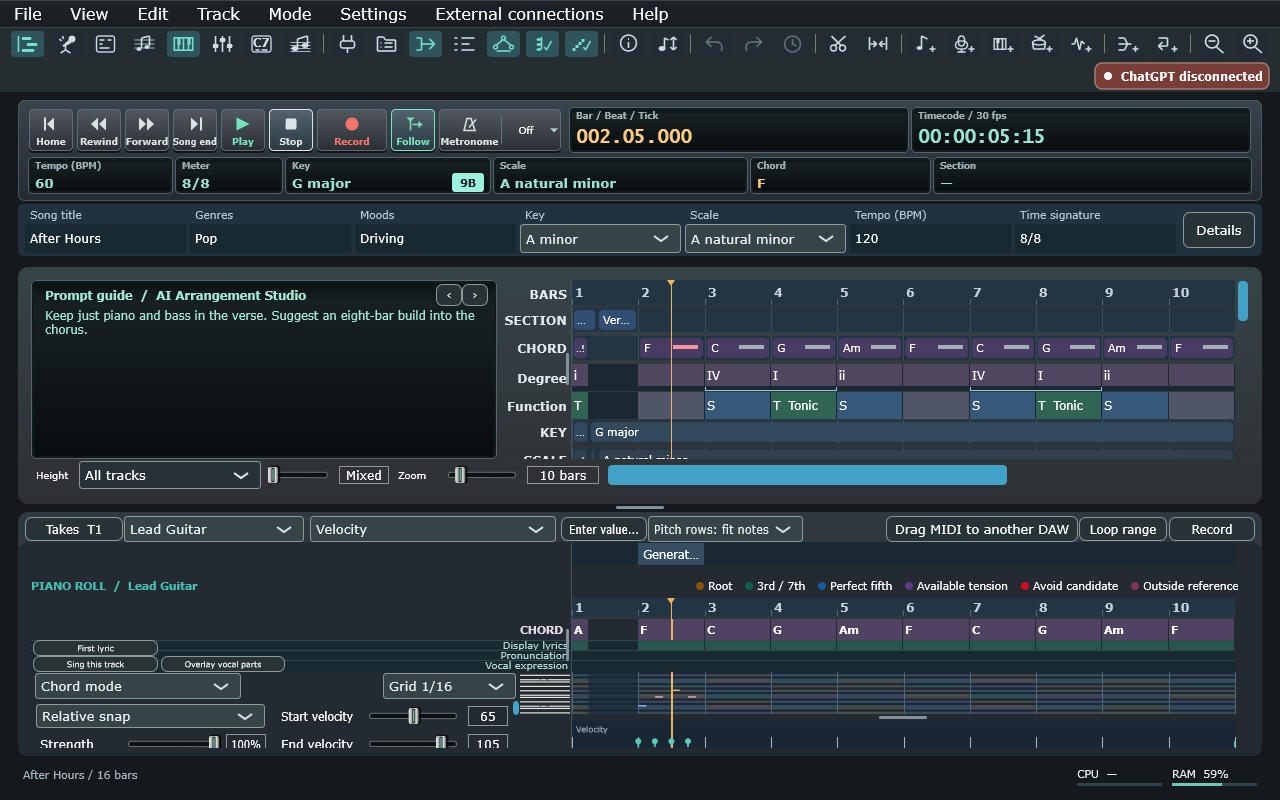 File View Edit Track Mode Settings External connections Help
C7
ChatGPT disconnected
Home Rewind Forward Song end Play Stop Record Follow Metronome Off
Bar / Beat / Tick
002.05.000
Timecode / 30 fps
00:00:05:15
Tempo (BPM)
60
Meter
8/8
Key
G major 9B
Scale
A natural minor
Chord
F
Section
—
Song title
After Hours
Genres
Pop
Moods
Driving
Key
A minor
Scale
A natural minor
Tempo (BPM)
120
Time signature
8/8
Details
Prompt guide / AI Arrangement Studio
Keep just piano and bass in the verse. Suggest an eight-bar build into the
chorus.
BARS 1 2 3 4 5 6 7 8 9 10
SECTION ... Ver...
CHORD F C G Am F C G Am F
Degree i IV I ii IV I ii
Function T S T Tonic S S T Tonic S
KEY ... G major
Height All tracks Mixed Zoom 10 bars
Takes T1 Lead Guitar Velocity Enter value... Pitch rows: fit notes Drag MIDI to another DAW Loop range Record
Generat...
PIANO ROLL / Lead Guitar
Root 3rd / 7th Perfect fifth Available tension Avoid candidate Outside reference
1 2 3 4 5 6 7 8 9 10
CHORD A F C G Am F C G Am F
First lyric
Display lyrics
Pronunciation
Sing this track Overlay vocal parts
Vocal expression
Chord mode Grid 1/16
Relative snap Start velocity 65
Velocity
Strength 100% End velocity 105
After Hours / 16 bars
CPU — RAM 59%